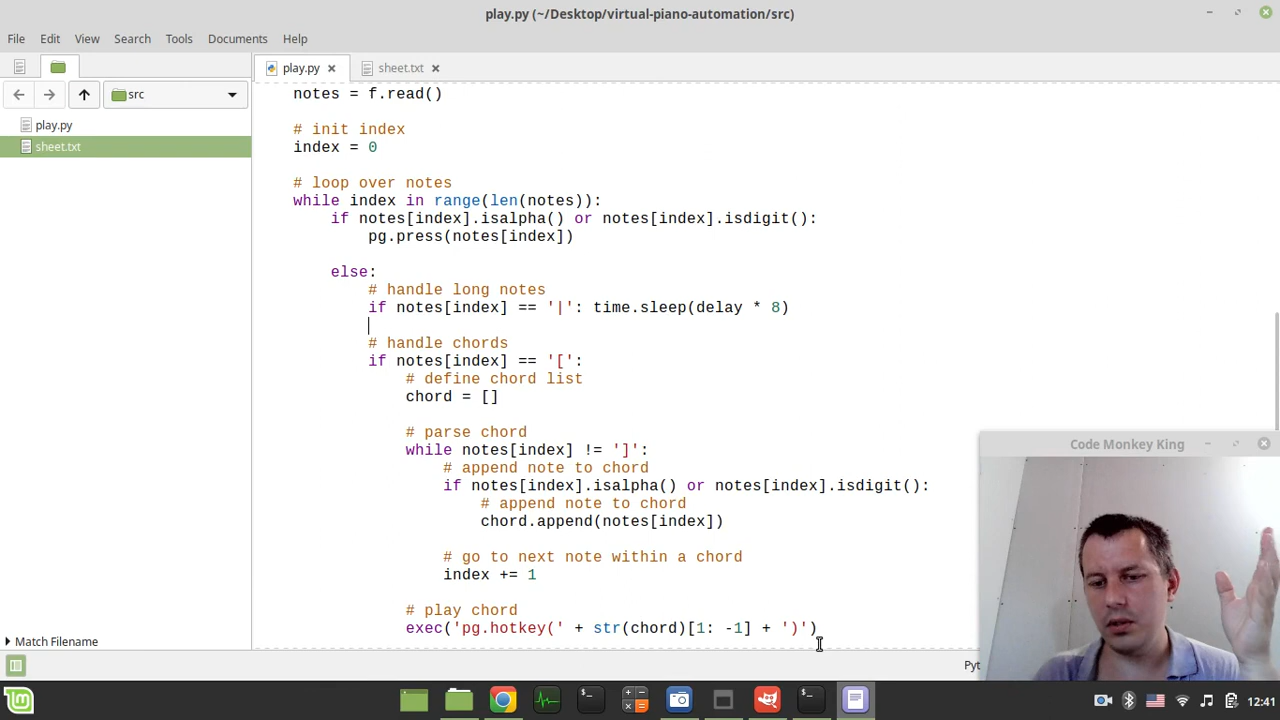 play.py (~/Desktop/virtual-piano-automation/src)
File Edit View Search Tools Documents Help
play.py
sheet.txt
src
play.py
sheet.txt
notes = f.read()
# init index
index = 0
# loop over notes
while index in range(len(notes)):
if notes[index].isalpha() or notes[index].isdigit():
pg.press(notes[index])
else:
# handle long notes
if notes[index] == '|': time.sleep(delay * 8)
# handle chords
if notes[index] == '[':
# define chord list
chord = []
# parse chord
while notes[index] != ']':
# append note to chord
if notes[index].isalpha() or notes[index].isdigit():
# append note to chord
chord.append(notes[index])
# go to next note within a chord
index += 1
# play chord
exec('pg.hotkey(' + str(chord)[1: -1] + ')')
Code Monkey King
Match Filename
Pyt
12:41